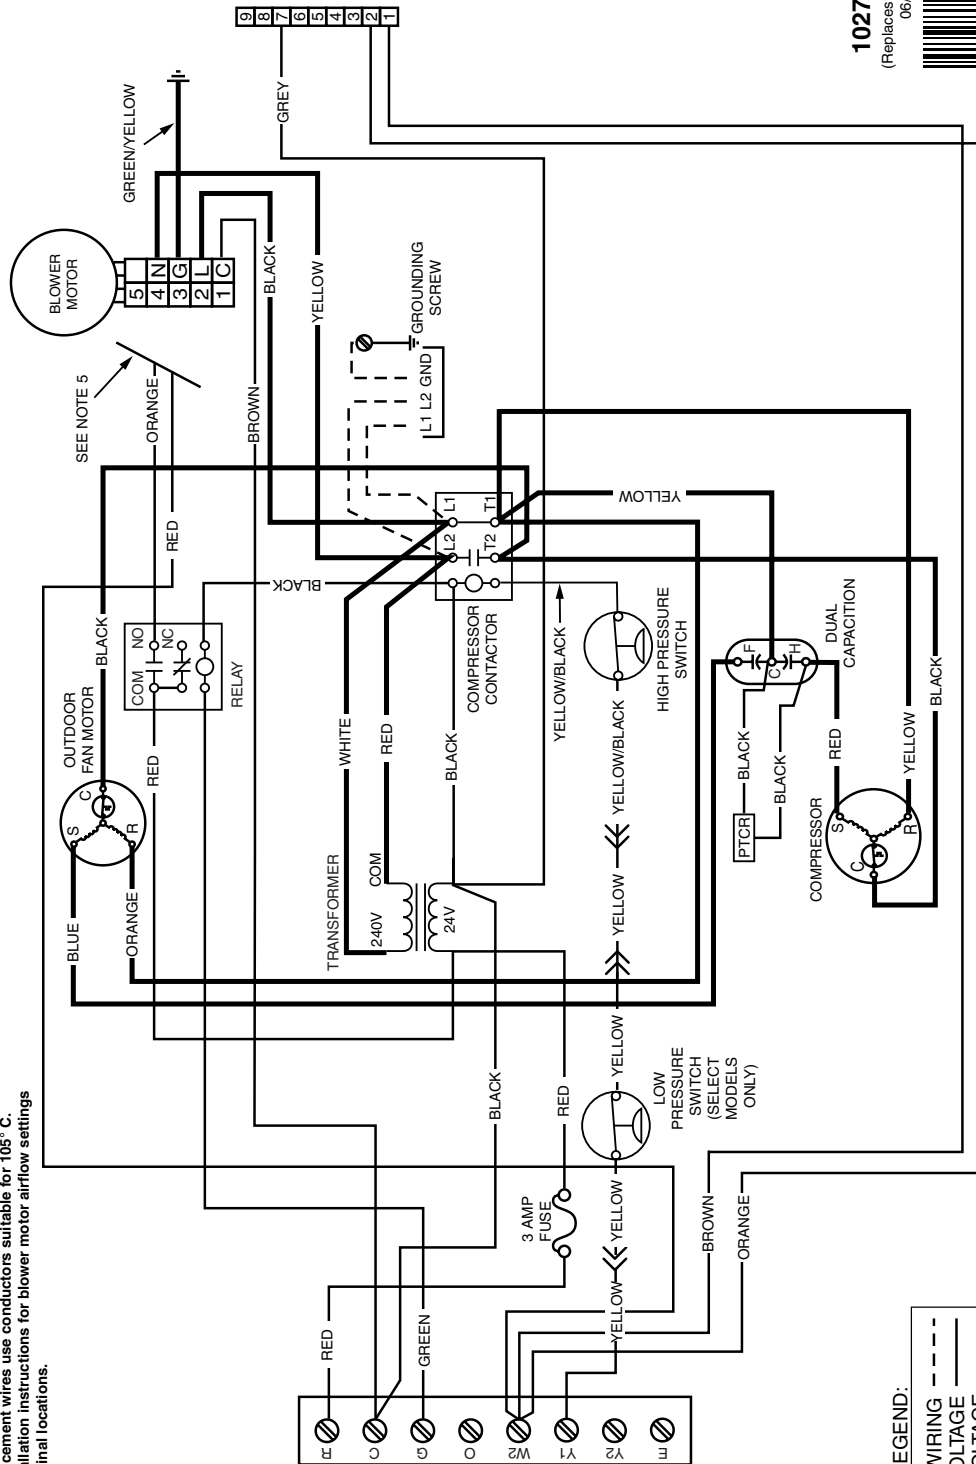 cement wires use conductors suitable for 105° C.
llation instructions for blower motor airflow settings
inal locations.
9 8 7 6 5 4 3 2 1
1027
(Replaces
06/
GREY
GREEN/YELLOW
BLOWER
MOTOR
5
4 N
3 G
2 L
1 C
SEE NOTE 5
ORANGE
RED
BROWN
BLACK
YELLOW
GROUNDING
SCREW
L1 L2 GND
OUTDOOR
FAN MOTOR
C
S
R
BLACK
COM
NO
NC
RELAY
RED
BLACK
L2
L1
T2
T1
COMPRESSOR
CONTACTOR
YELLOW
WHITE
RED
BLACK
YELLOW/BLACK
HIGH PRESSURE
SWITCH
YELLOW/BLACK
F
C
H
DUAL
CAPACITION
BLACK
BLACK
PTCR
RED
YELLOW
BLACK
COMPRESSOR
S
C
R
BLUE
ORANGE
TRANSFORMER
240V
COM
24V
YELLOW
YELLOW
LOW
PRESSURE
SWITCH
(SELECT
MODELS
ONLY)
BLACK
RED
3 AMP
FUSE
YELLOW
YELLOW
BROWN
ORANGE
RED
GREEN
R
C
G
O
W2
Y1
Y2
E
EGEND:
WIRING
OLTAGE